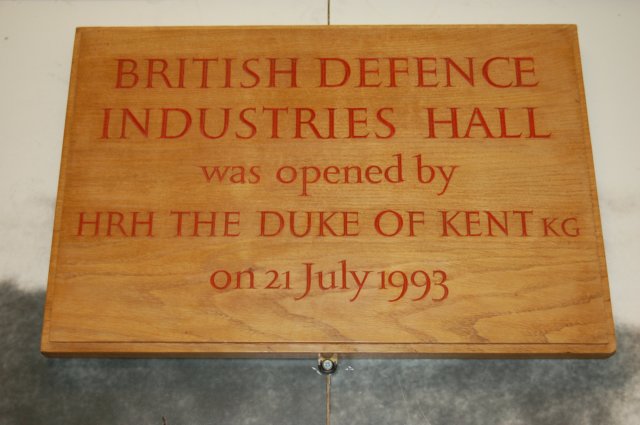 BRITISH DEFENCE
INDUSTRIES HALL
was opened by
HRH THE DUKE OF KENT KG
on 21 July 1993